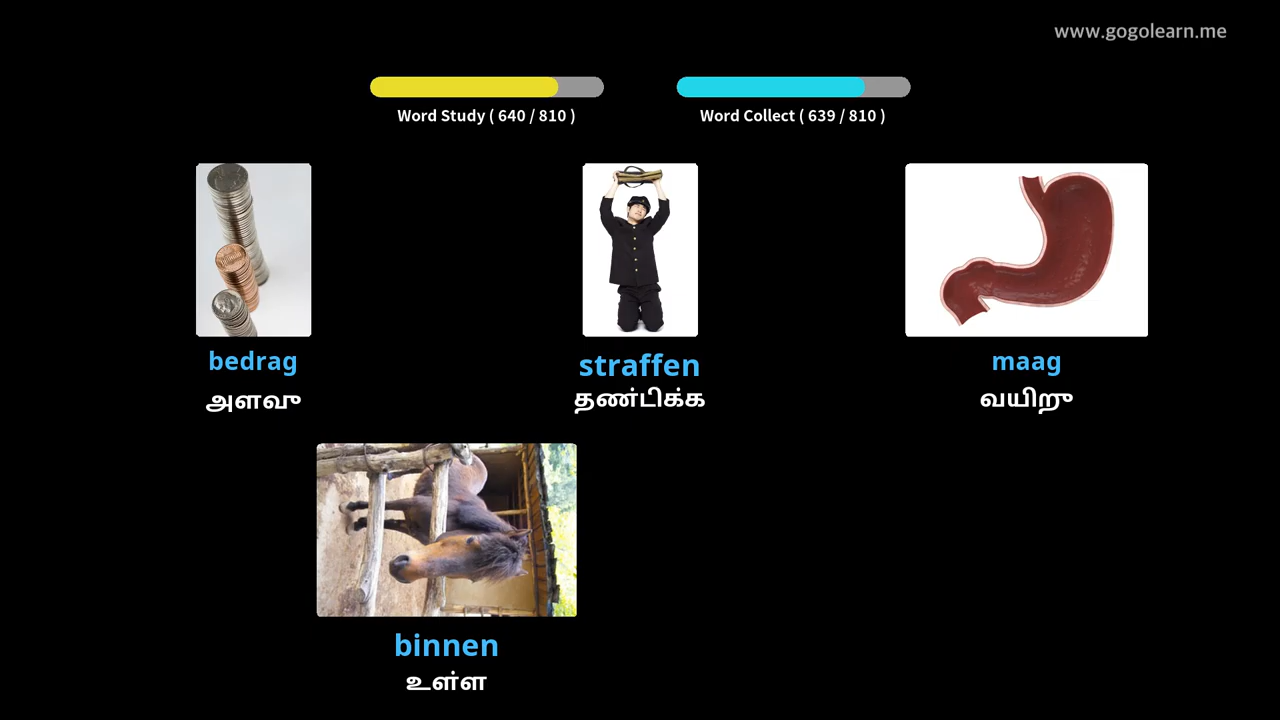 www.gogolearn.me
Word Study ( 640 / 810 )
Word Collect ( 639 / 810 )
bedrag
அளவு
straffen
தண்டிக்க
maag
வயிறு
binnen
உள்ள